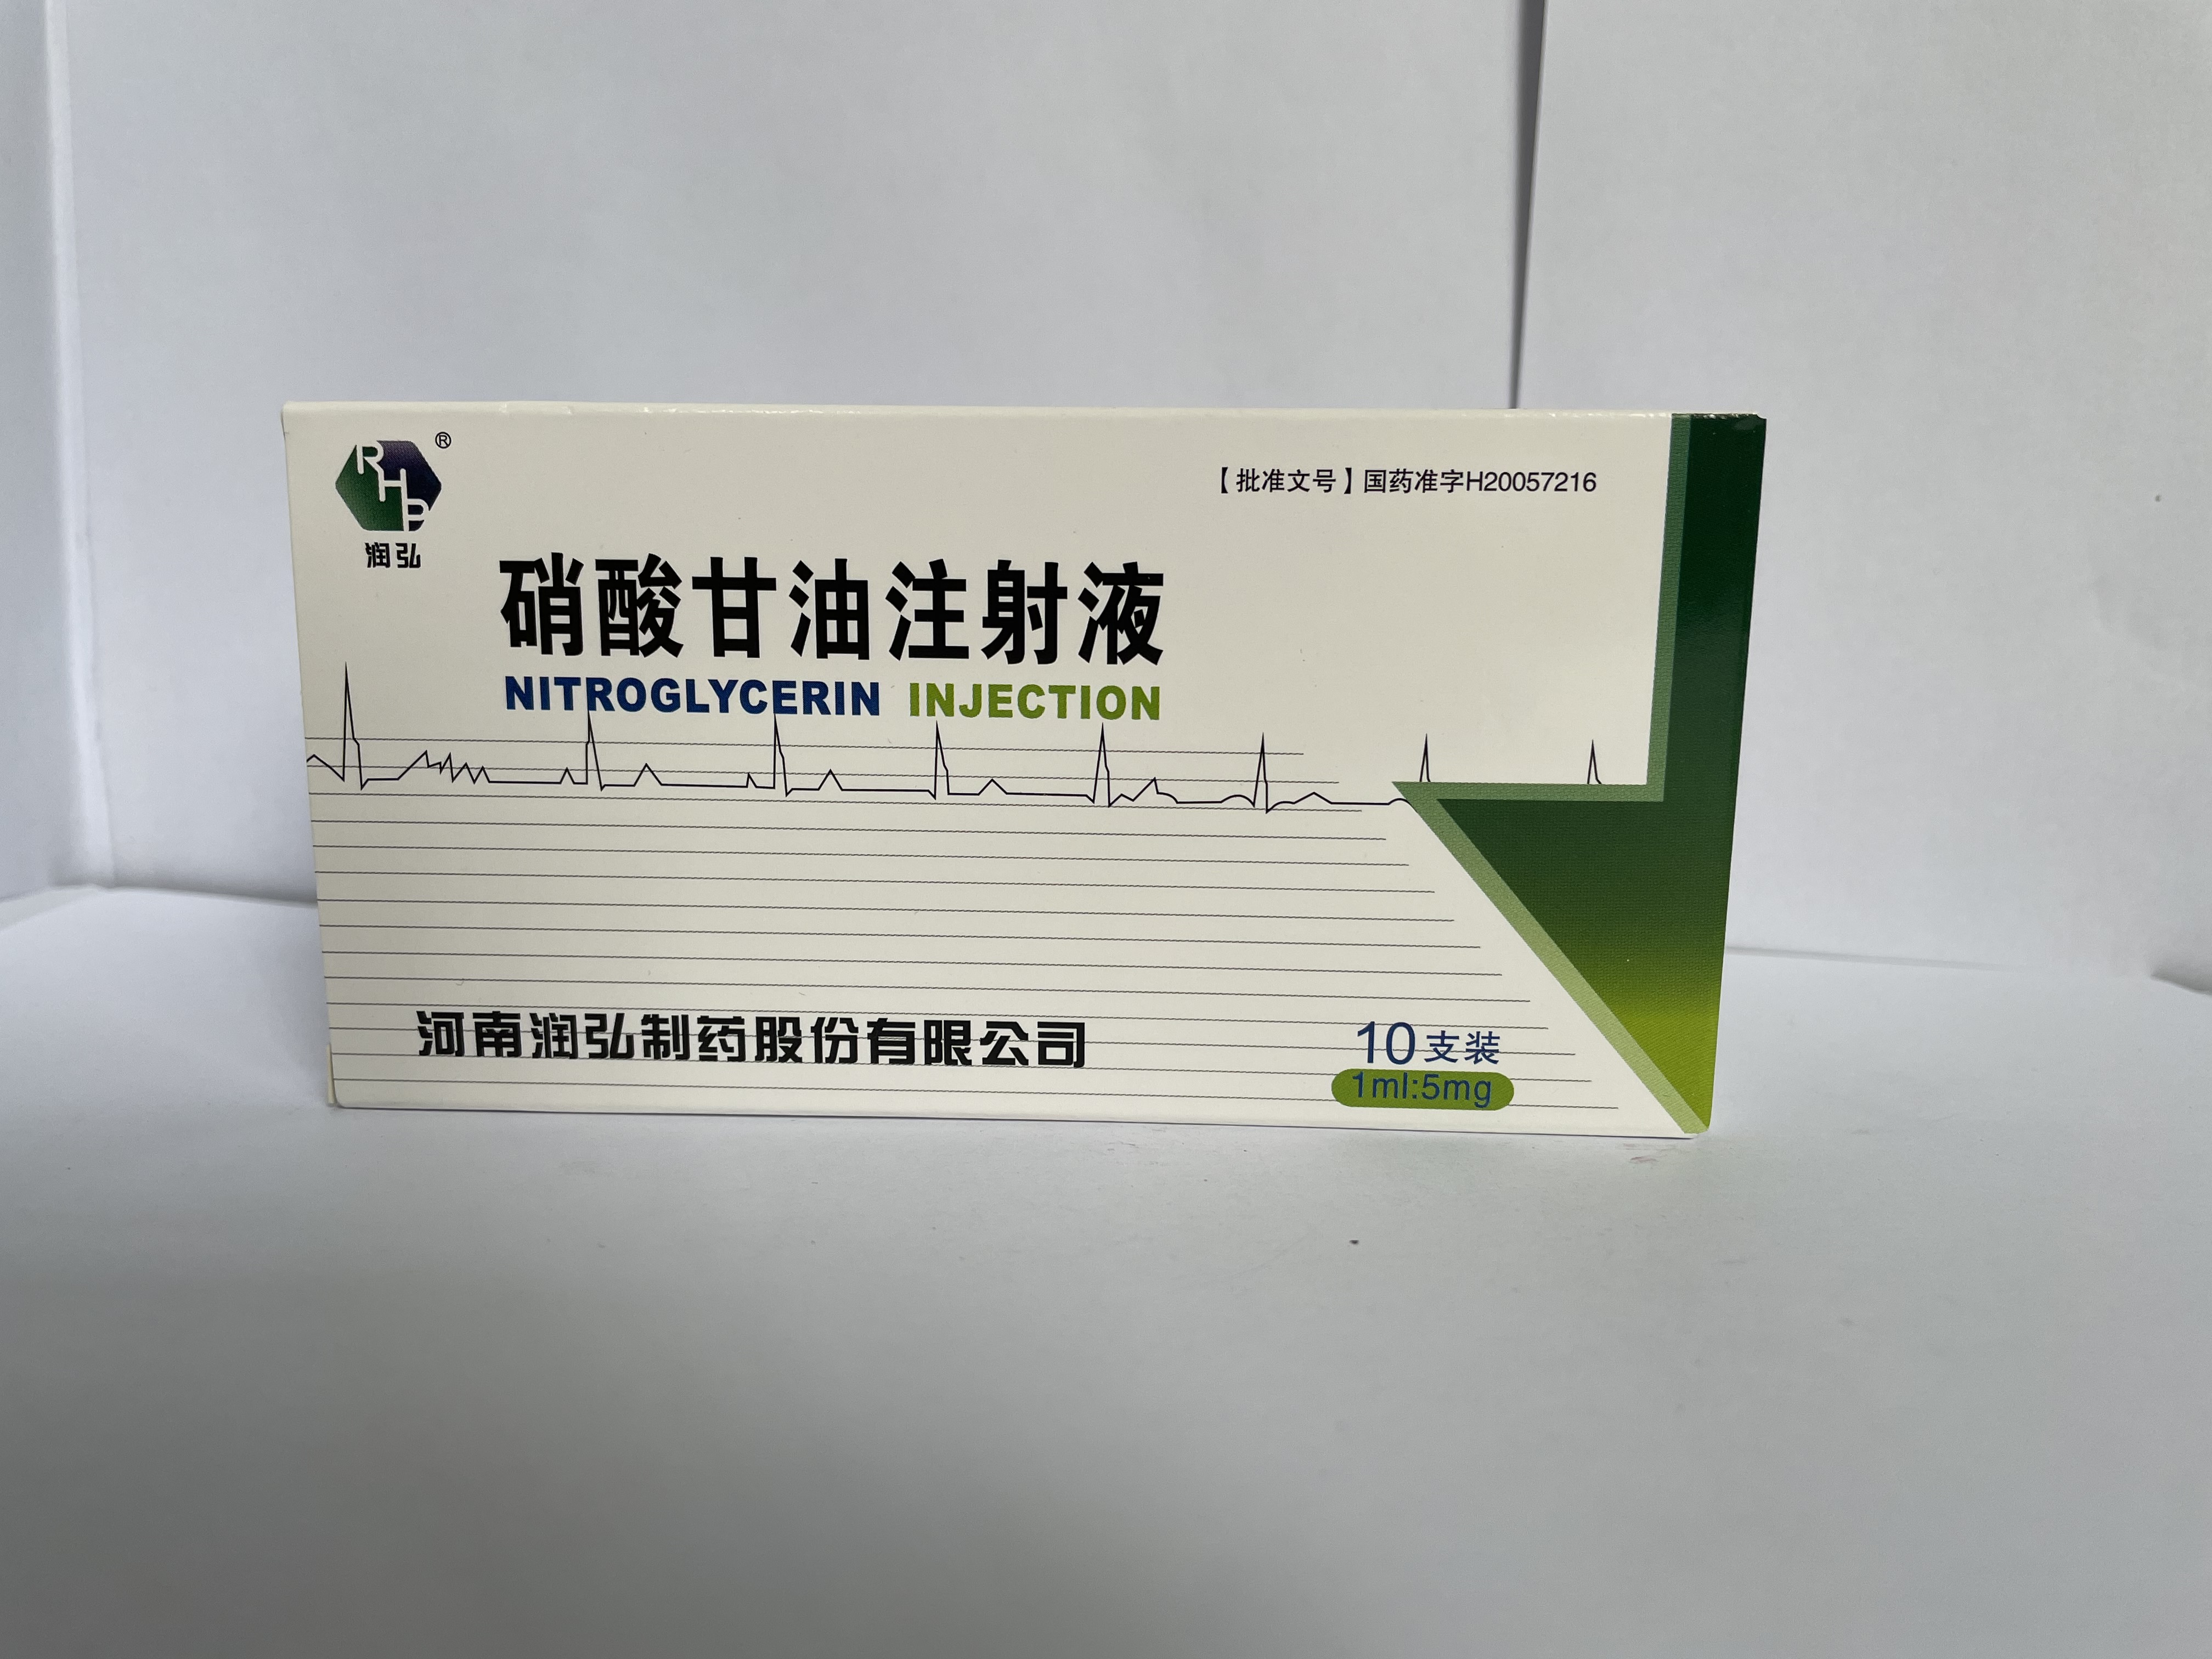 RHP®
润弘
【批准文号】国药准字H20057216
硝酸甘油注射液
NITROGLYCERIN INJECTION
河南润弘制药股份有限公司
10支装
1ml:5mg